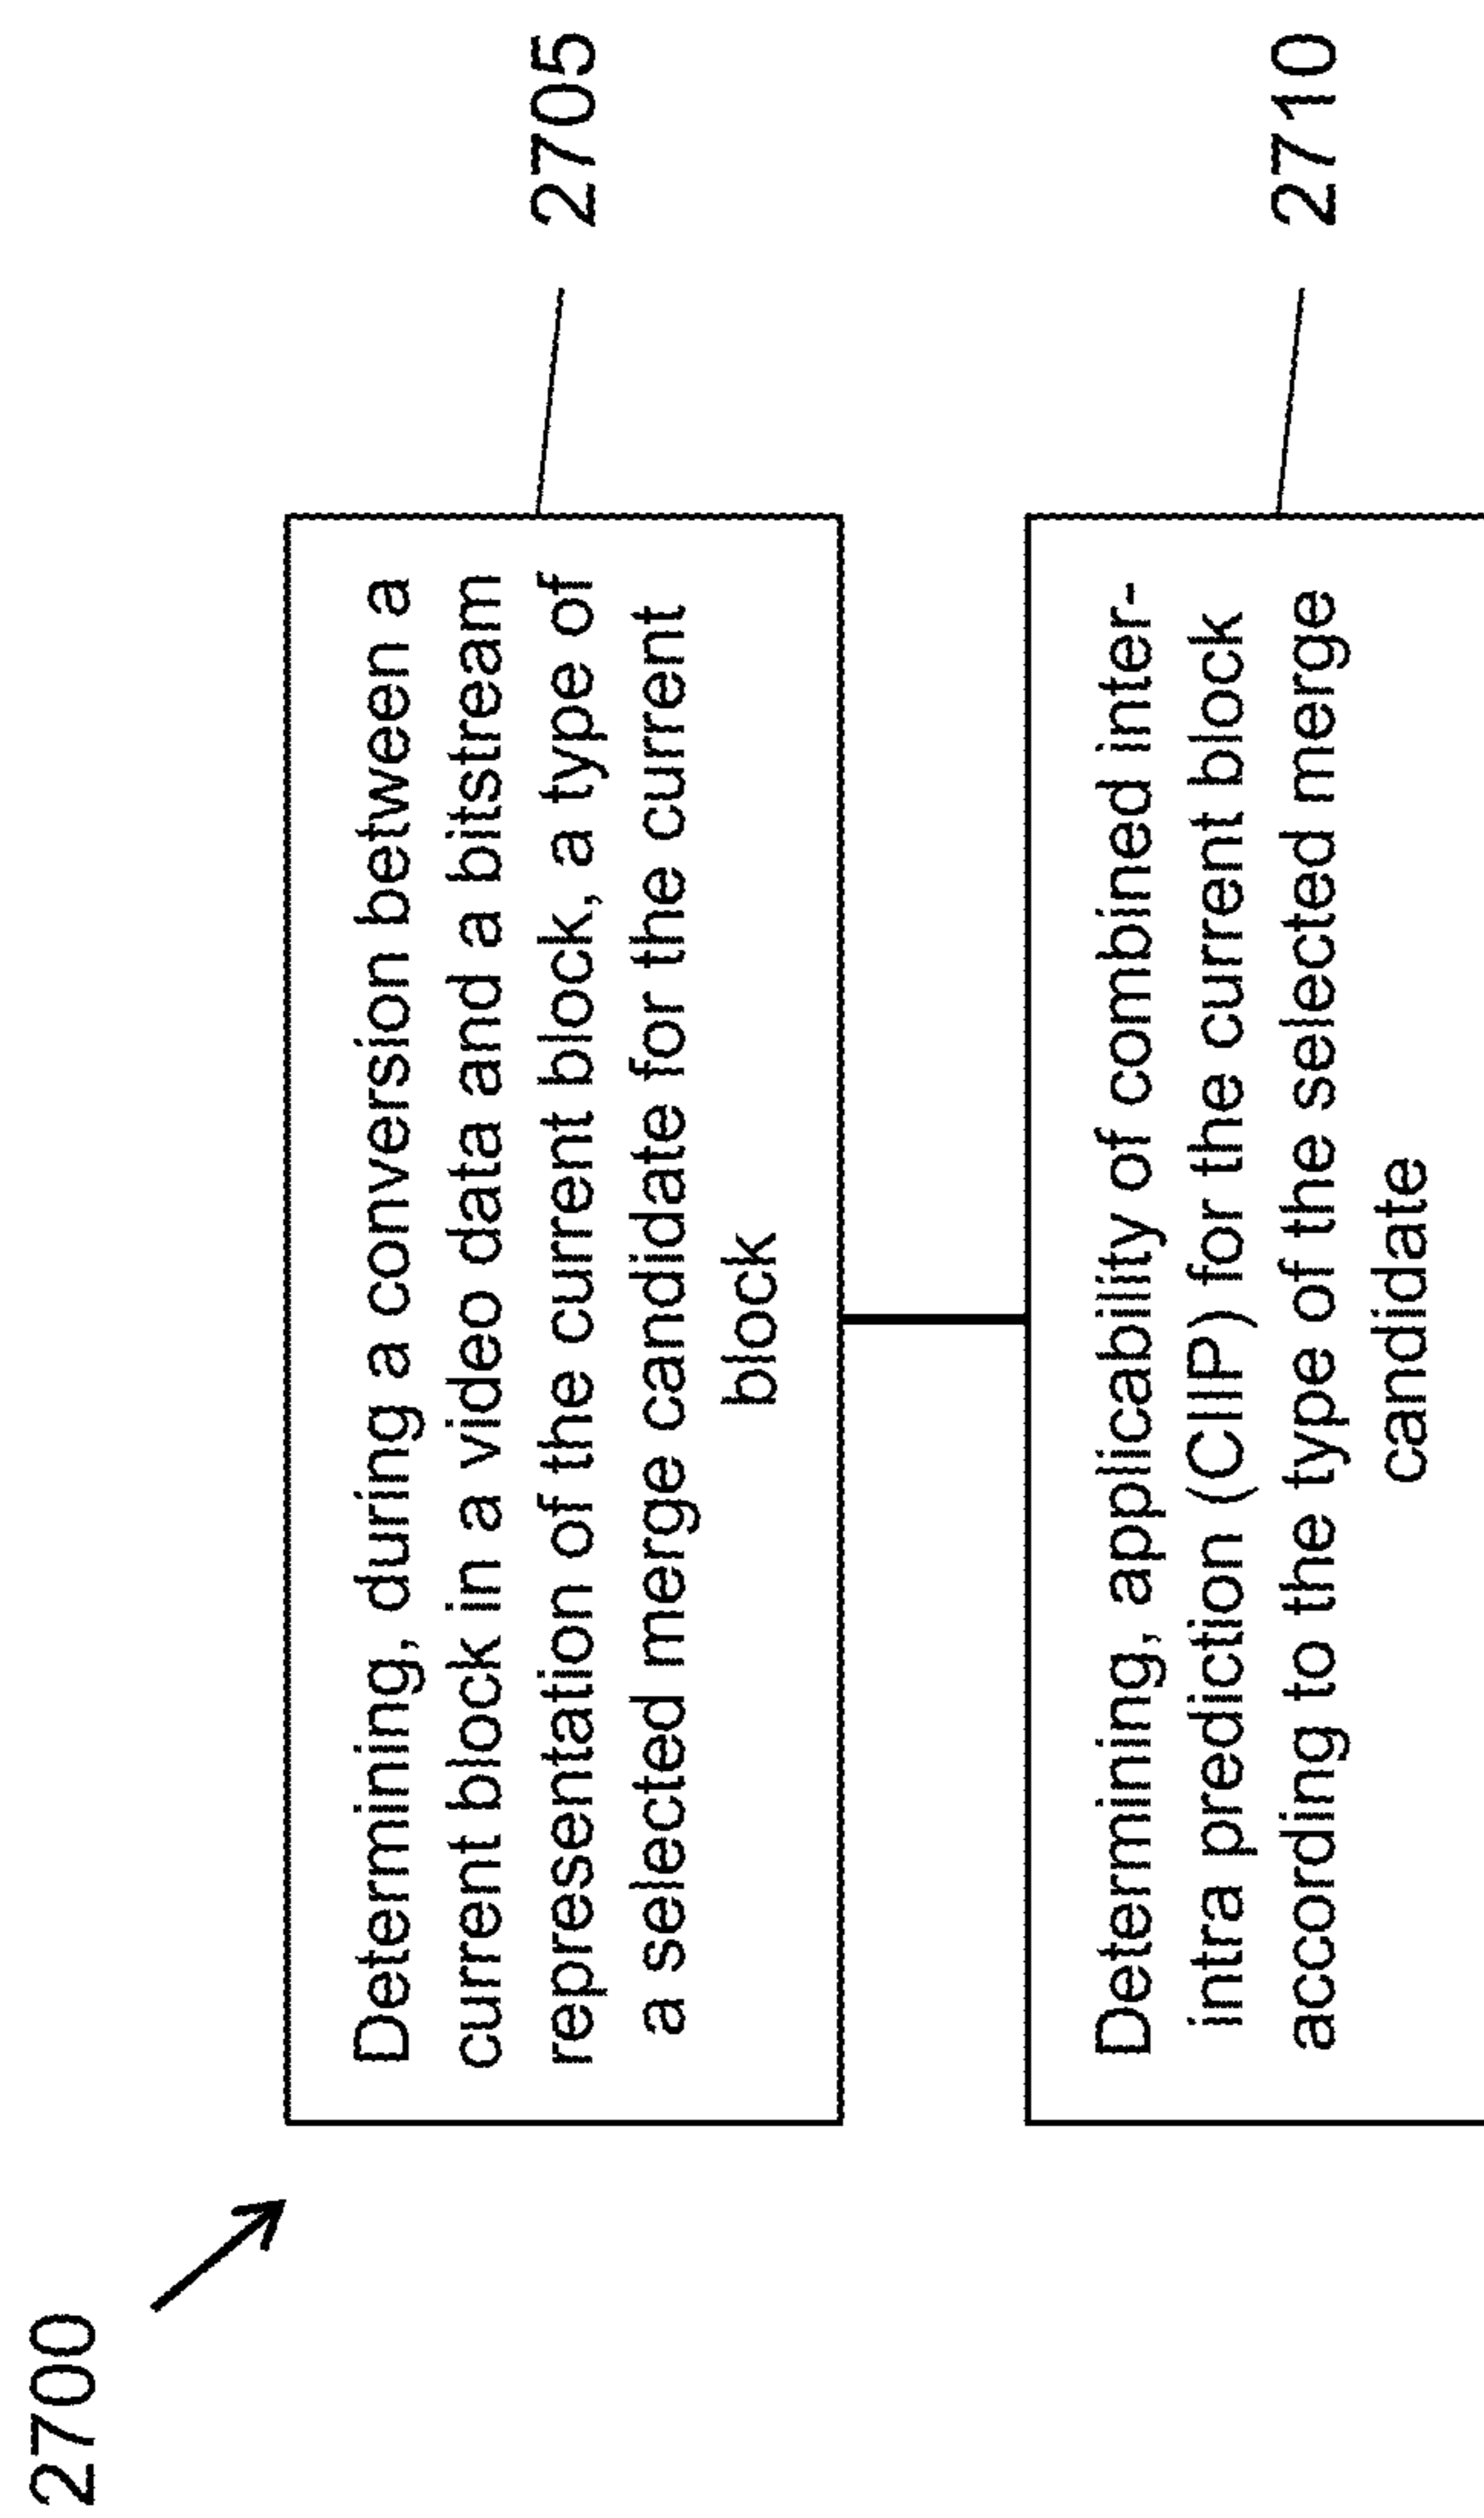 2700
Determining, during a conversion between a
current block in a video data and a bitstream
representation of the current block, a type of
a selected merge candidate for the current
block
2705
Determining, applicability of combined inter-
intra prediction (CIIP) for the current block
according to the type of the selected merge
candidate
2710